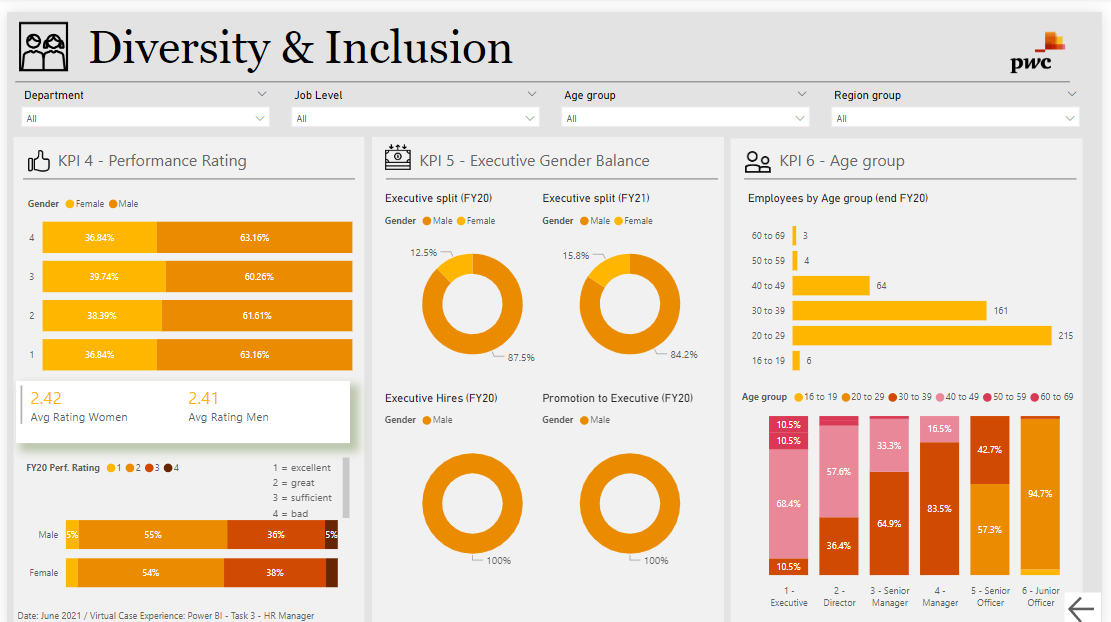 Diversity & Inclusion
pwc
Department
Job Level
Age group
Region group
All
All
All
All
KPI 4 - Performance Rating
Gender Female Male
4 36.84% 63.16%
3 39.74% 60.26%
2 38.39% 61.61%
1 36.84% 63.16%
2.42
Avg Rating Women
2.41
Avg Rating Men
FY20 Perf. Rating 1 2 3 4
1 = excellent
2 = great
3 = sufficient
4 = bad
Male 5% 55% 36% 5%
Female 54% 38%
KPI 5 - Executive Gender Balance
Executive split (FY20)
Gender Male Female
12.5%
87.5%
Executive split (FY21)
Gender Male Female
15.8%
84.2%
Executive Hires (FY20)
Gender Male
100%
Promotion to Executive (FY20)
Gender Male
100%
KPI 6 - Age group
Employees by Age group (end FY20)
60 to 69 3
50 to 59 4
40 to 49 64
30 to 39 161
20 to 29 215
16 to 19 6
Age group 16 to 19 20 to 29 30 to 39 40 to 49 50 to 59 60 to 69
10.5%
10.5%
68.4%
10.5%
1 -
Executive
57.6%
36.4%
2 -
Director
33.3%
64.9%
3 - Senior
Manager
16.5%
83.5%
4 -
Manager
42.7%
57.3%
5 - Senior
Officer
94.7%
6 - Junior
Officer
Date: June 2021 / Virtual Case Experience: Power BI - Task 3 - HR Manager